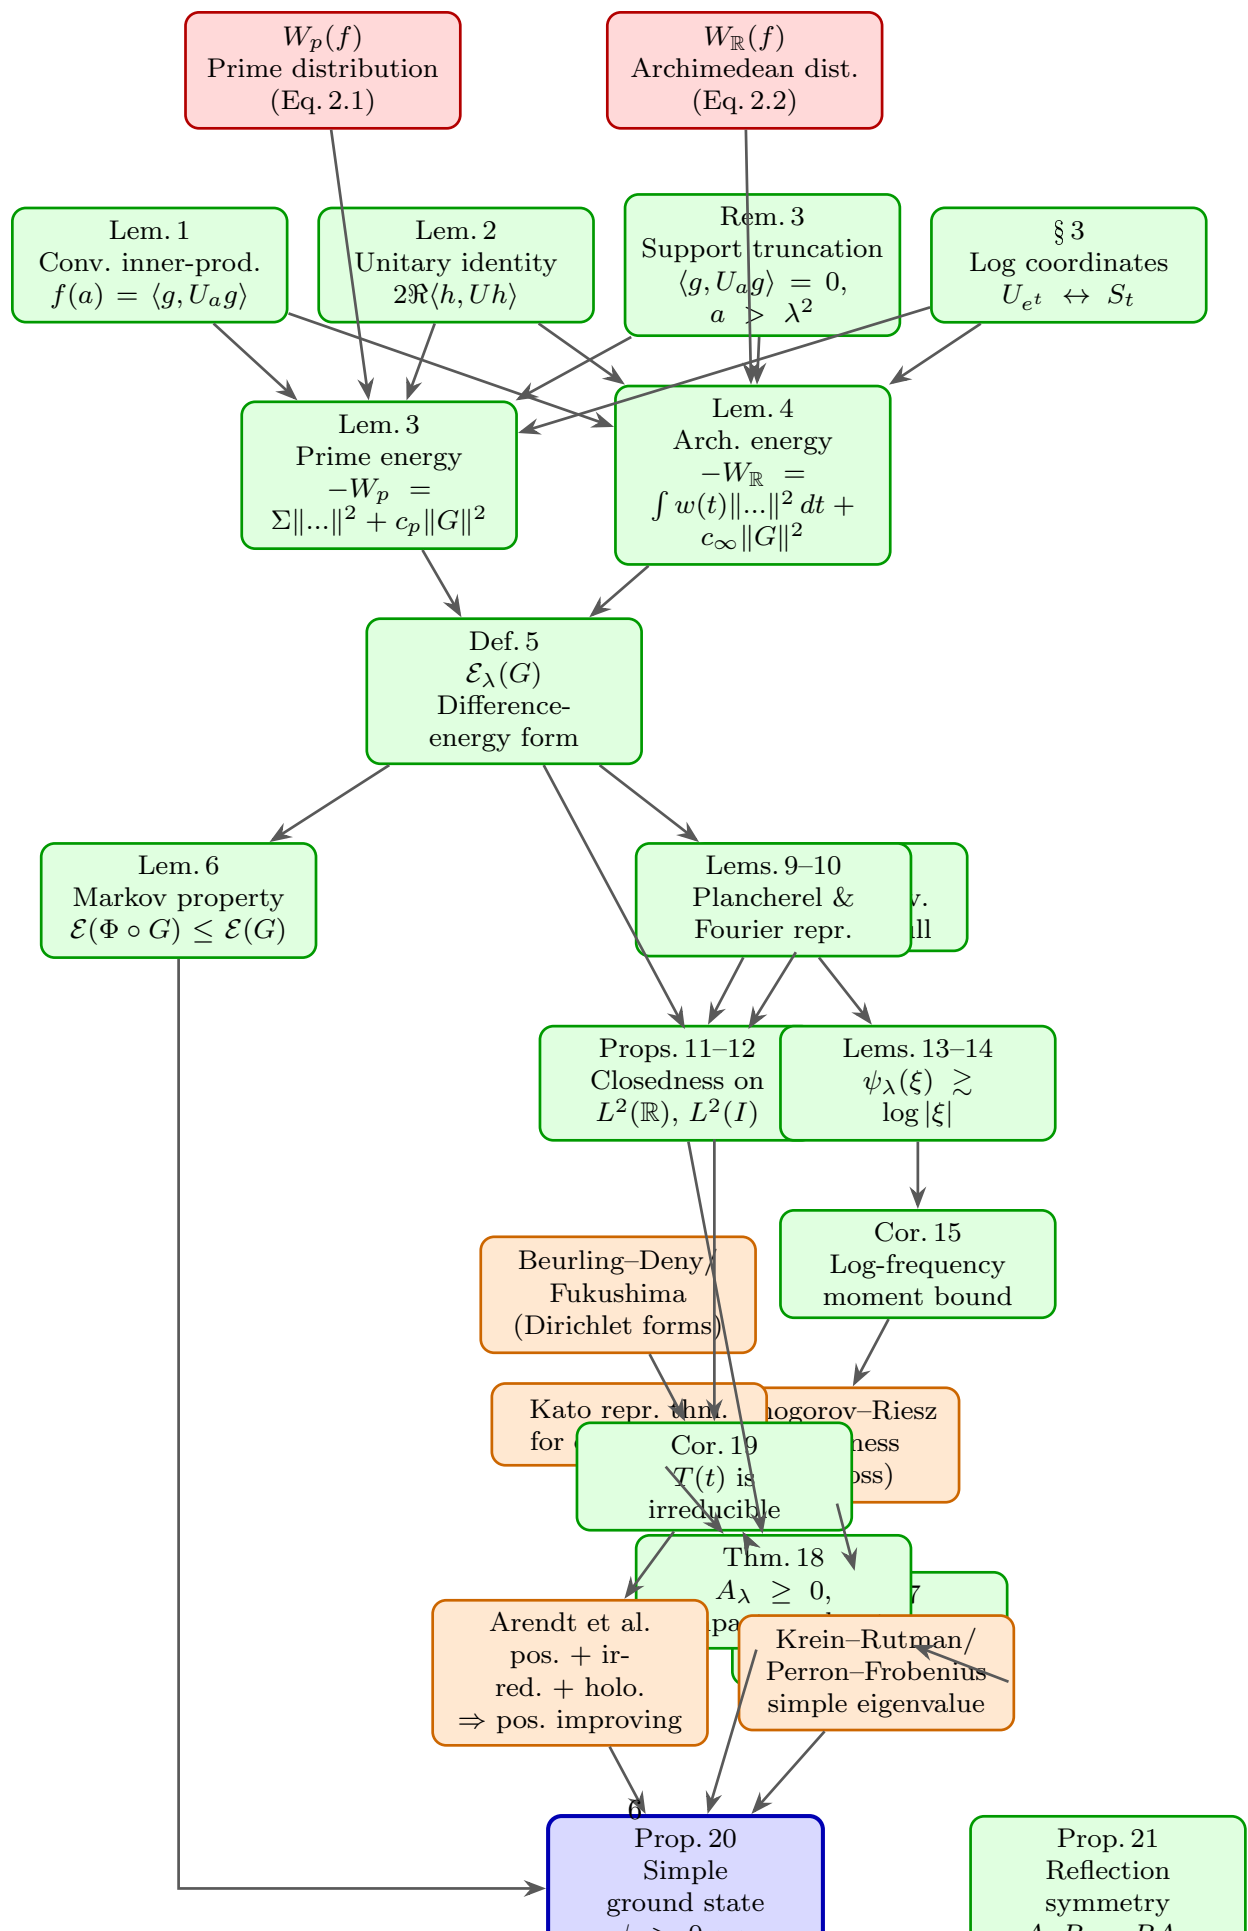 W_p(f)
Prime distribution
(Eq. 2.1)
W_ℝ(f)
Archimedean dist.
(Eq. 2.2)
Lem. 1
Conv. inner-prod.
f(a) = ⟨g, U_a g⟩
Lem. 2
Unitary identity
2ℜ⟨h, Uh⟩
Rem. 3
Support truncation
⟨g, U_a g⟩ = 0,
a > λ²
§ 3
Log coordinates
U_{e^t} ↔ S_t
Lem. 3
Prime energy
−W_p =
Σ‖...‖² + c_p‖G‖²
Lem. 4
Arch. energy
−W_ℝ =
∫ w(t)‖...‖² dt +
c_∞‖G‖²
Def. 5
ℰ_λ(G)
Difference-
energy form
Lem. 6
Markov property
ℰ(Φ ∘ G) ≤ ℰ(G)
Lems. 9–10
Plancherel &
Fourier repr.
Props. 11–12
Closedness on
L²(ℝ), L²(I)
Lems. 13–14
ψ_λ(ξ) ≳
log |ξ|
Cor. 15
Log-frequency
moment bound
Beurling–Deny/
Fukushima
(Dirichlet forms)
Kato repr. thm.
for
Cor. 19
T(t) is
irreducible
Thm. 18
A_λ ≥ 0,
7
Arendt et al.
pos. + ir-
red. + holo.
⇒ pos. improving
Krein–Rutman/
Perron–Frobenius
simple eigenvalue
6
Prop. 20
Simple
ground state
Prop. 21
Reflection
symmetry